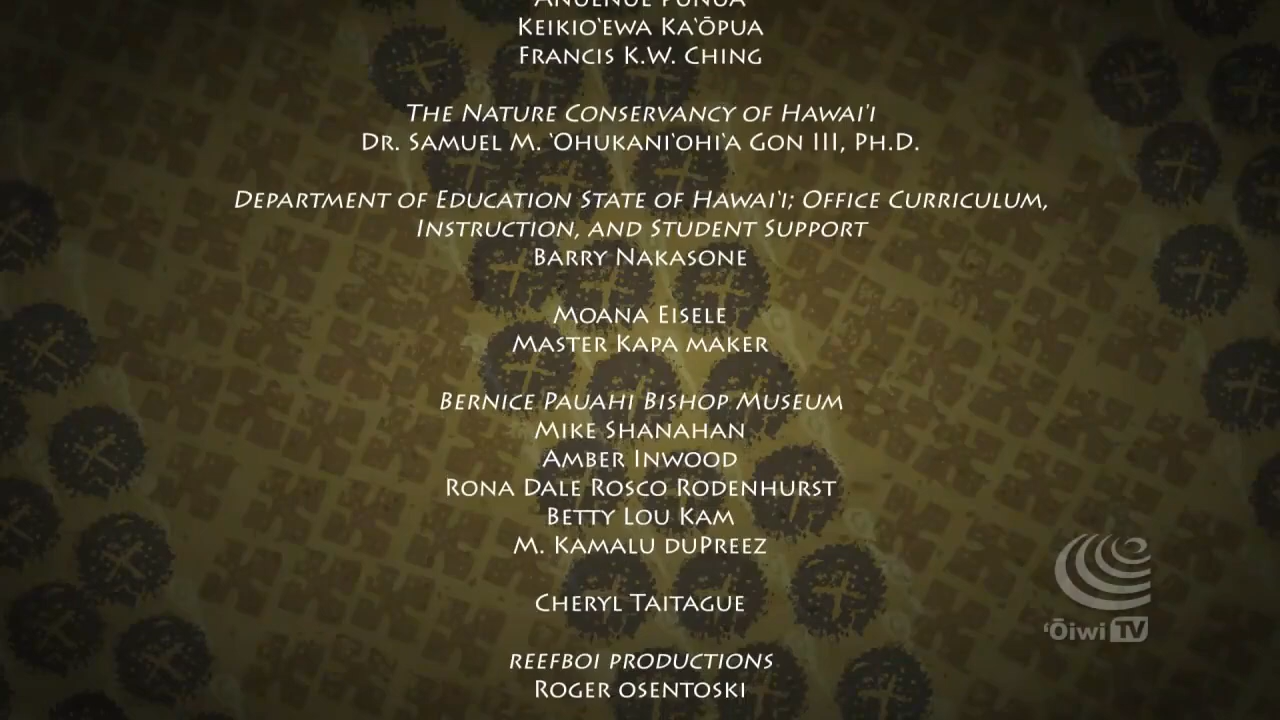 Keikioʻewa Kaʻōpua
Francis K.W. Ching
The Nature Conservancy of Hawai'i
Dr. Samuel M. ʻOhukaniʻohiʻa Gon III, Ph.D.
Department of Education State of Hawaiʻi; Office Curriculum,
Instruction, and Student Support
Barry Nakasone
Moana Eisele
Master Kapa maker
Bernice Pauahi Bishop Museum
Mike Shanahan
Amber Inwood
Rona Dale Rosco Rodenhurst
Betty Lou Kam
M. Kamalu duPreez
Cheryl Taitague
reefboi productions
Roger osentoski
ʻŌiwi TV